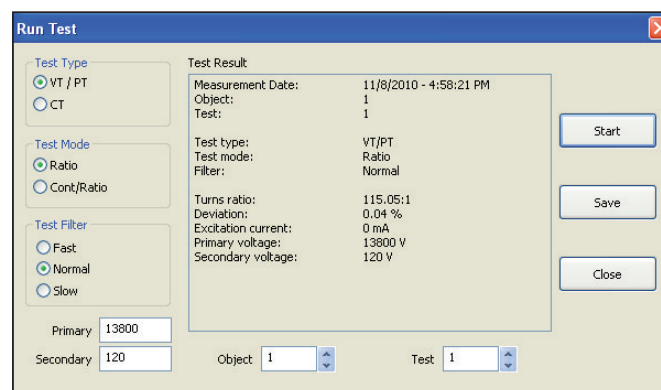 Run Test
Test Type
VT / PT
CT
Test Mode
Ratio
Cont/Ratio
Test Filter
Fast
Normal
Slow
Primary 13800
Secondary 120
Test Result
Measurement Date: 11/8/2010 - 4:58:21 PM
Object: 1
Test: 1
Test type: VT/PT
Test mode: Ratio
Filter: Normal
Turns ratio: 115.05:1
Deviation: 0.04 %
Excitation current: 0 mA
Primary voltage: 13800 V
Secondary voltage: 120 V
Object 1
Test 1
Start
Save
Close